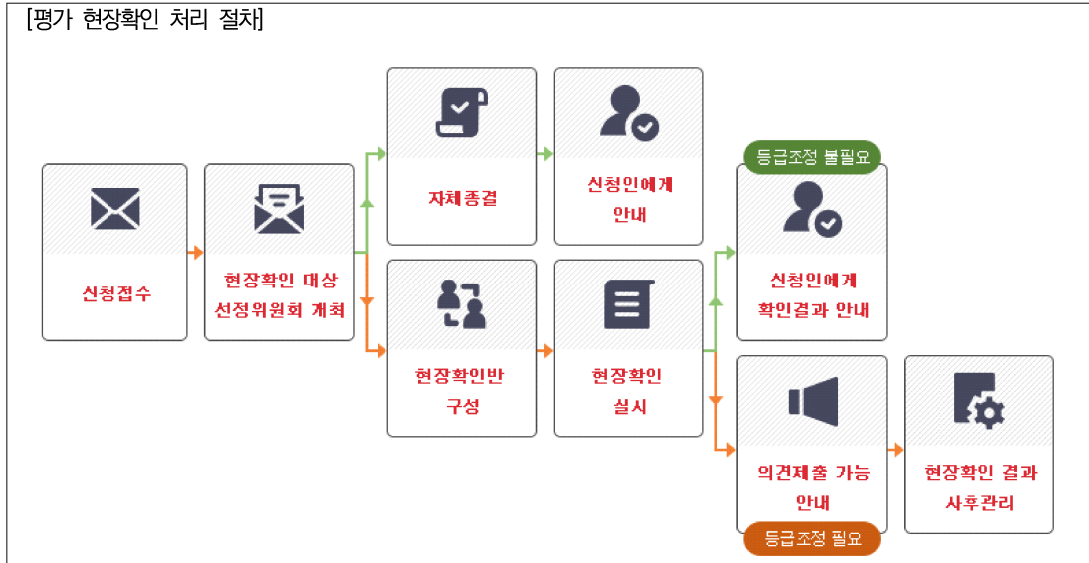 [평가 현장확인 처리 절차]
신청접수
현장확인 대상
선정위원회 개최
자체종결
신청인에게
안내
현장확인반
구성
현장확인
실시
등급조정 불필요
신청인에게
확인결과 안내
의견제출 가능
안내
등급조정 필요
현장확인 결과
사후관리